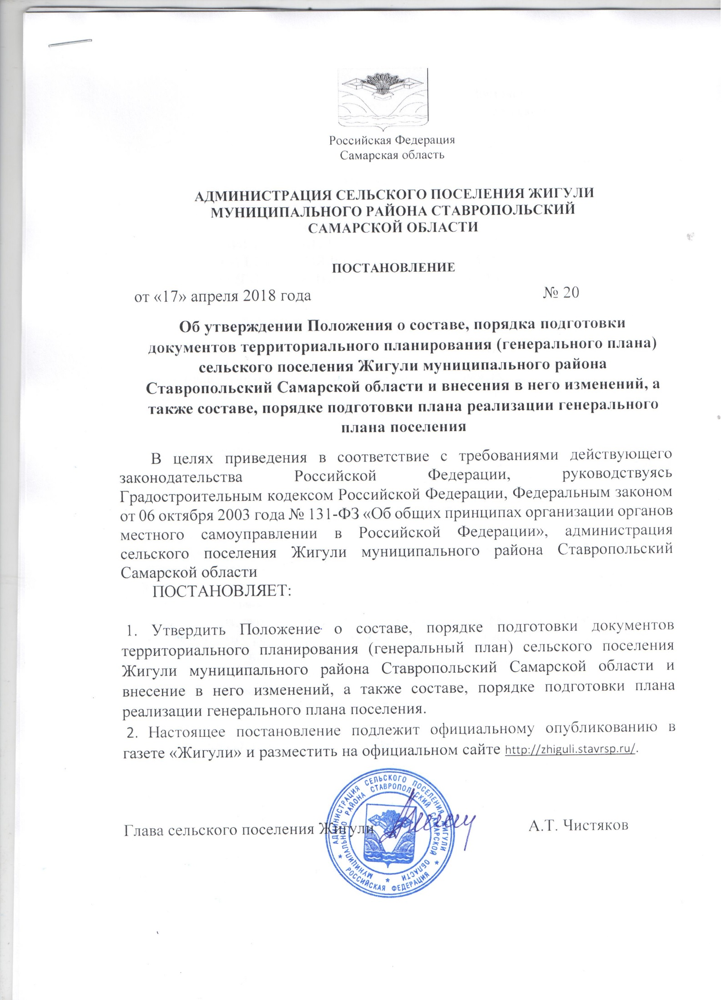 Российская Федерация
Самарская область
АДМИНИСТРАЦИЯ СЕЛЬСКОГО ПОСЕЛЕНИЯ ЖИГУЛИ
МУНИЦИПАЛЬНОГО РАЙОНА СТАВРОПОЛЬСКИЙ
САМАРСКОЙ ОБЛАСТИ
ПОСТАНОВЛЕНИЕ
от «17» апреля 2018 года № 20
Об утверждении Положения о составе, порядка подготовки
документов территориального планирования (генерального плана)
сельского поселения Жигули муниципального района
Ставропольский Самарской области и внесения в него изменений, а
также составе, порядке подготовки плана реализации генерального
плана поселения
В целях приведения в соответствие с требованиями действующего
законодательства Российской Федерации, руководствуясь
Градостроительным кодексом Российской Федерации, Федеральным законом
от 06 октября 2003 года № 131-ФЗ «Об общих принципах организации органов
местного самоуправлении в Российской Федерации», администрация
сельского поселения Жигули муниципального района Ставропольский
Самарской области
ПОСТАНОВЛЯЕТ:
1. Утвердить Положение о составе, порядке подготовки документов
территориального планирования (генеральный план) сельского поселения
Жигули муниципального района Ставропольский Самарской области и
внесение в него изменений, а также составе, порядке подготовки плана
реализации генерального плана поселения.
2. Настоящее постановление подлежит официальному опубликованию в
газете «Жигули» и разместить на официальном сайте http://zhiguli.stavrsp.ru/.
Глава сельского поселения Жигули А.Т. Чистяков
АДМИНИСТРАЦИЯ СЕЛЬСКОГО ПОСЕЛЕНИЯ ЖИГУЛИ
МУНИЦИПАЛЬНОГО РАЙОНА СТАВРОПОЛЬСКИЙ САМАРСКОЙ ОБЛАСТИ
РОССИЙСКАЯ ФЕДЕРАЦИЯ